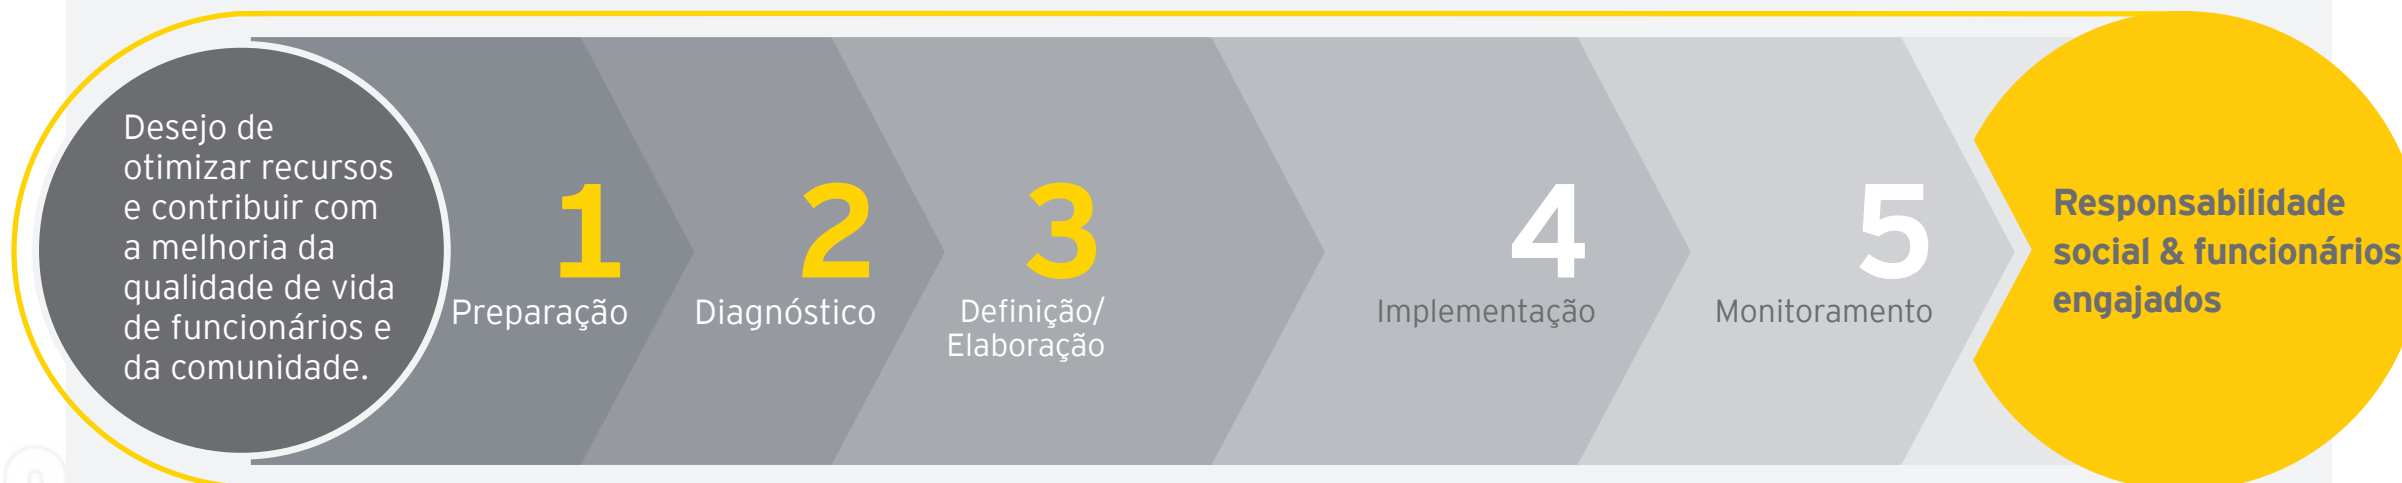 Desejo de
otimizar recursos
e contribuir com
a melhoria da
qualidade de vida
de funcionários e
da comunidade.
1
Preparação
2
Diagnóstico
3
Definição/
Elaboração
4
Implementação
5
Monitoramento
Responsabilidade
social & funcionários
engajados